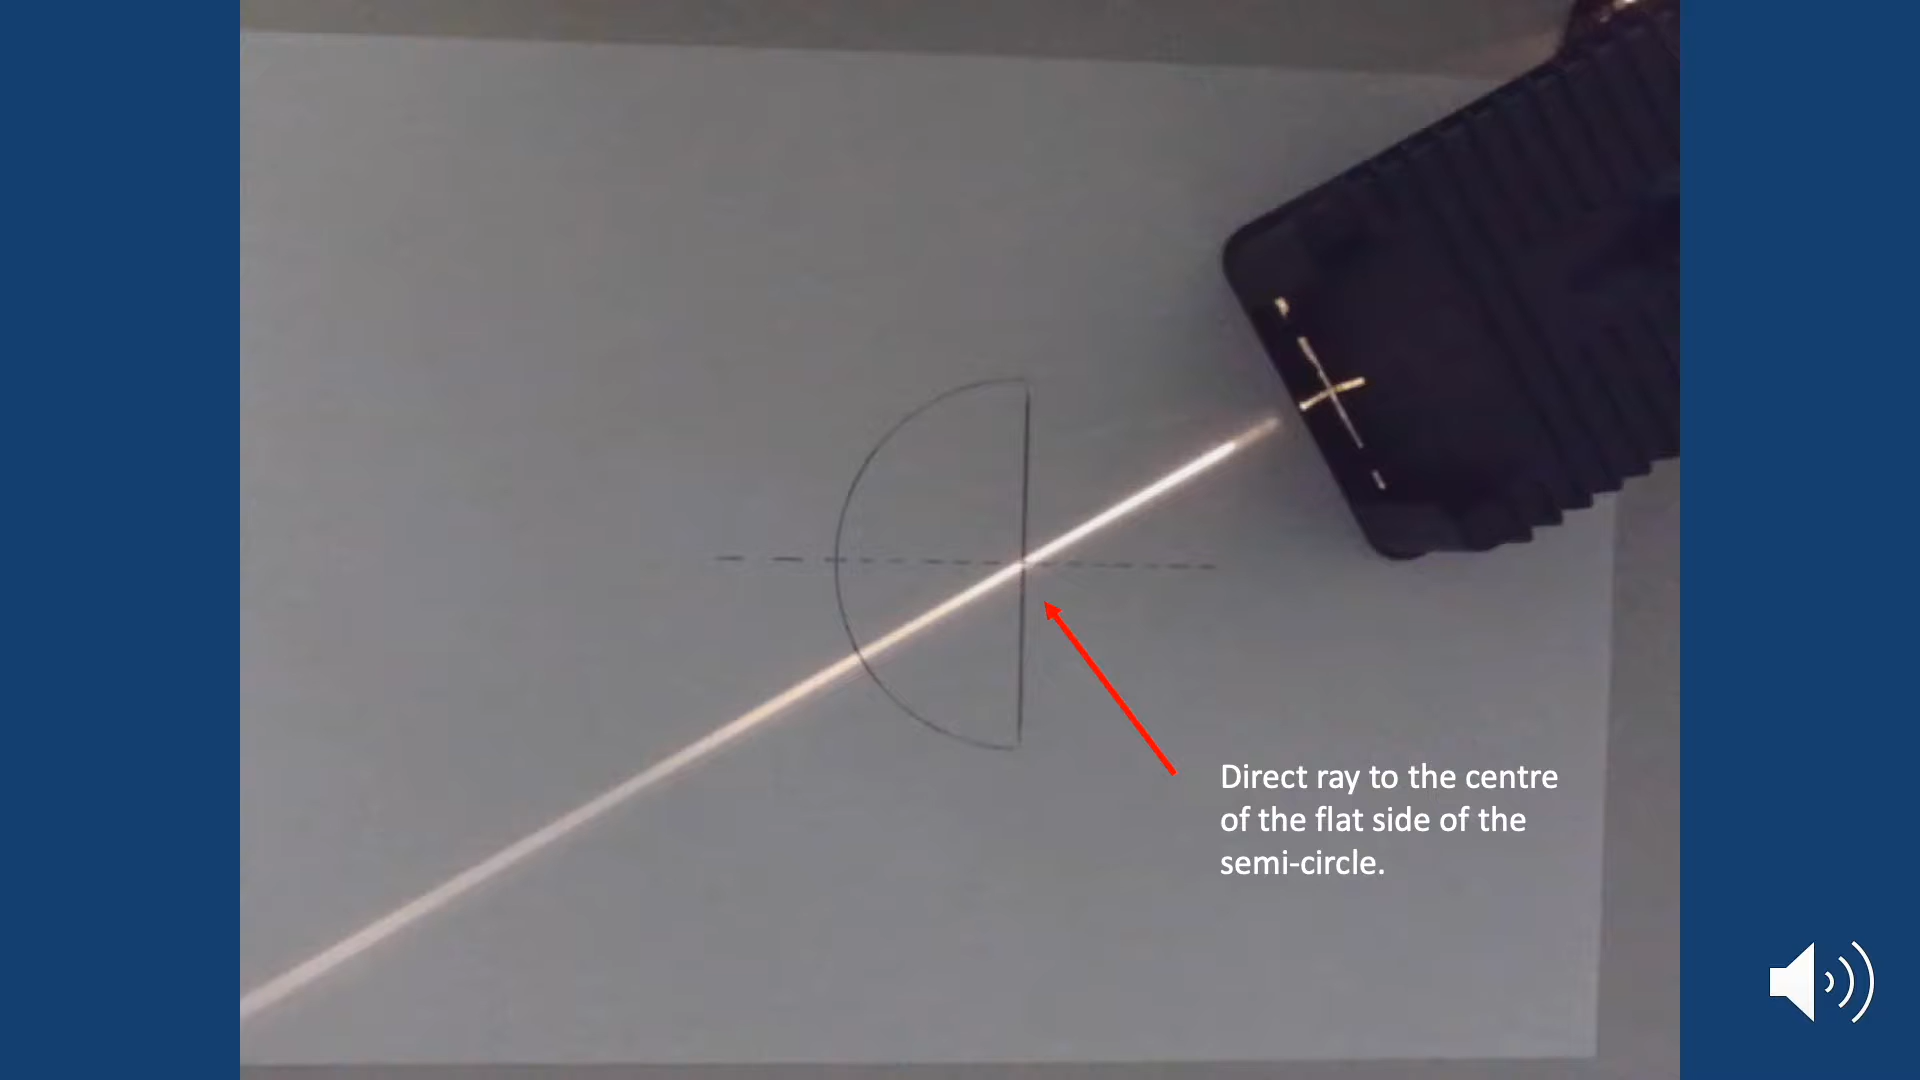 Direct ray to the centre
of the flat side of the
semi-circle.